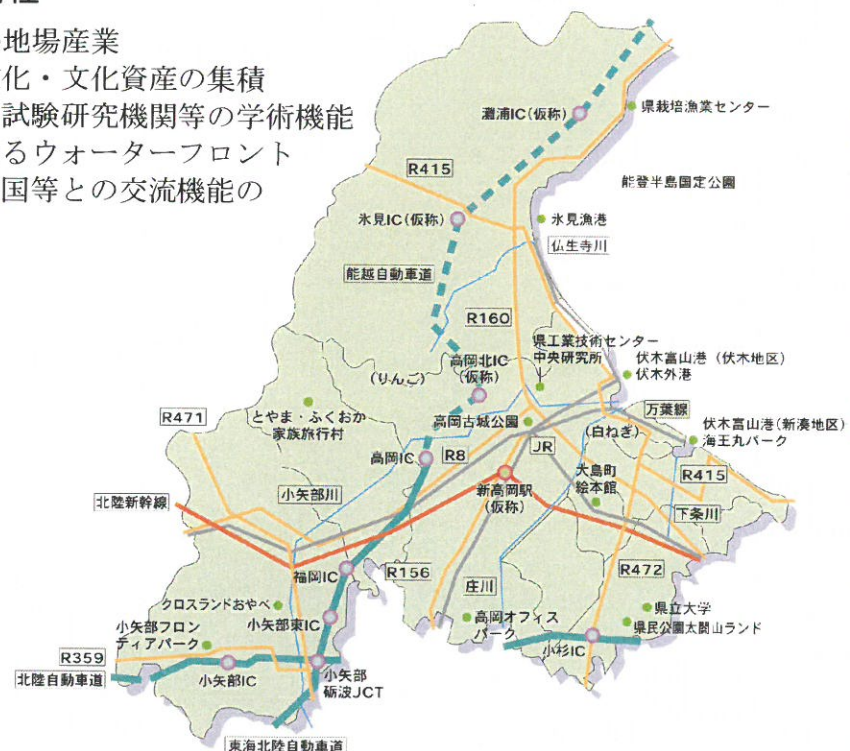 地場産業
化・文化資産の集積
試験研究機関等の学術機能
るウォーターフロント
国等との交流機能の
灘浦IC(仮称)
県栽培漁業センター
R415
能登半島国定公園
氷見IC(仮称)
氷見漁港
仏生寺川
能越自動車道
R160
県工業技術センター
中央研究所
伏木富山港(伏木地区)
伏木外港
高岡北IC
(仮称)
(りんご)
とやま・ふくおか
家族旅行村
R471
高岡古城公園
万葉線
(白ねぎ)
伏木富山港(新湊地区)
海王丸パーク
高岡IC
R8
JR
R415
小矢部川
新高岡駅
(仮称)
大島町
絵本館
北陸新幹線
下条川
福岡IC
R156
庄川
R472
クロスランドおやべ
小矢部東IC
小矢部フロン
ティアパーク
高岡オフィス
パーク
県立大学
県民公園太閤山ランド
小杉IC
R359
北陸自動車道
小矢部IC
小矢部
砺波JCT
東海北陸自動車道